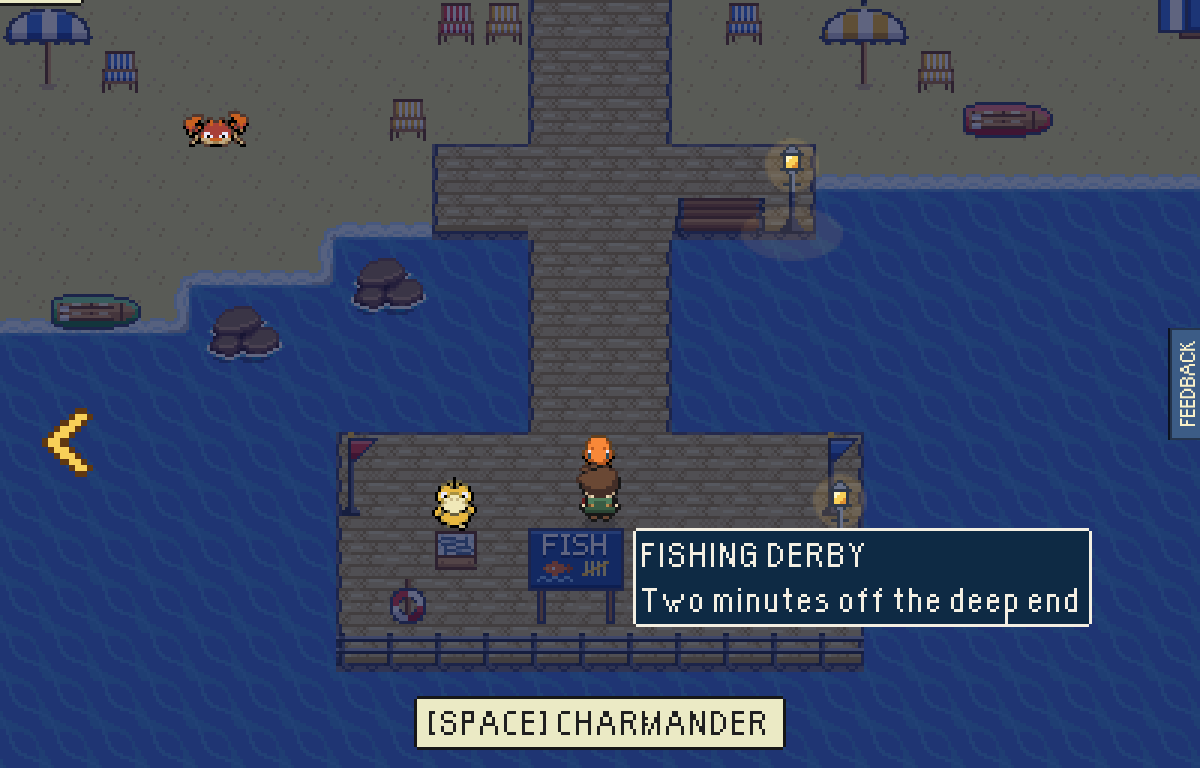 FEEDBACK
FISH
FISHING DERBY
Two minutes off the deep end
[SPACE] CHARMANDER